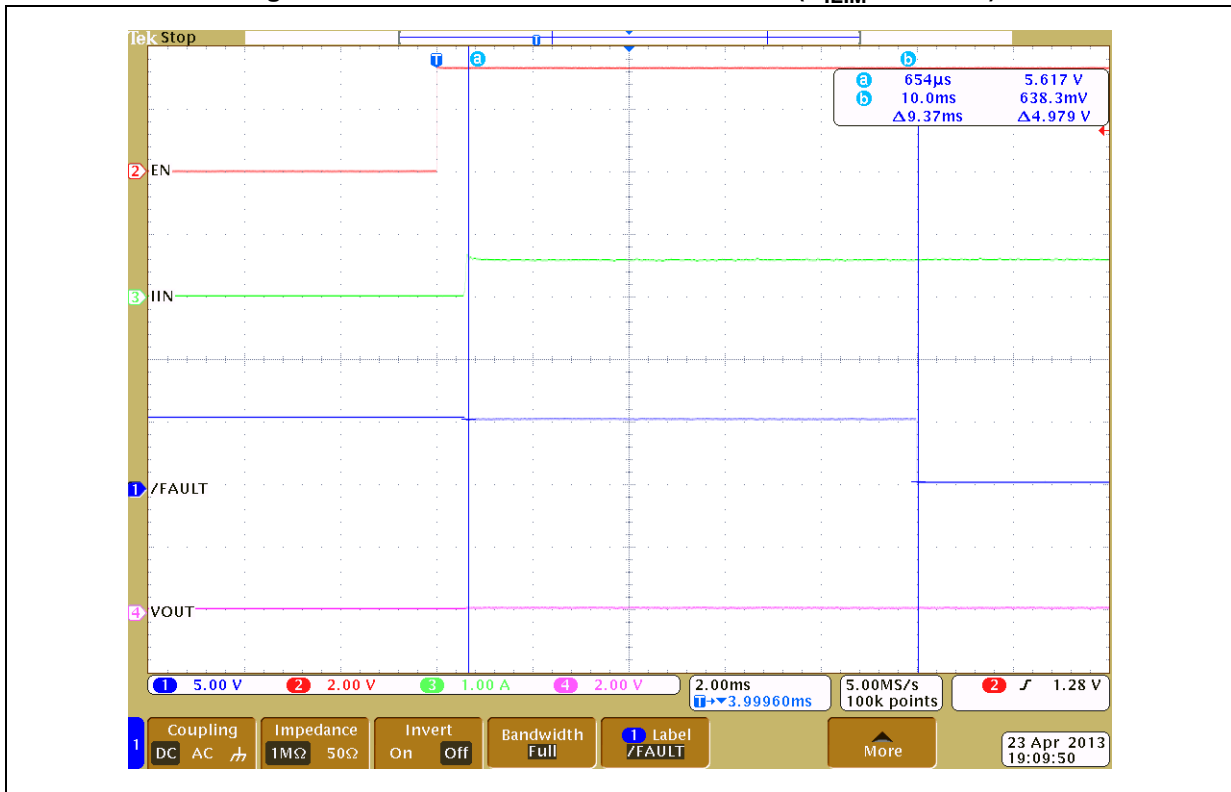 Tek Stop
T
T a b
a 654µs 5.617 V
b 10.0ms 638.3mV
Δ9.37ms Δ4.979 V
2 EN
3 IIN
1 /FAULT
4 VOUT
1 5.00 V 2 2.00 V 3 1.00 A 4 2.00 V 2.00ms 5.00MS/s 2 1.28 V
T→▼3.99960ms 100k points
1
Coupling Impedance Invert Bandwidth 1 Label
DC AC 1MΩ 50Ω On Off Full /FAULT More
23 Apr 2013
19:09:50